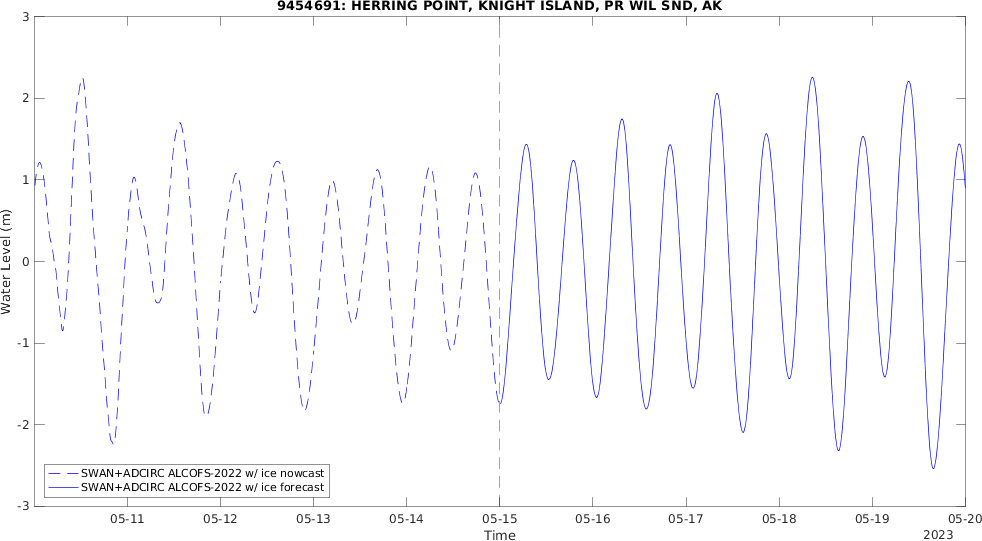 9454691: HERRING POINT, KNIGHT ISLAND, PR WIL SND, AK
3
2
1
0
-1
-2
-3
Water Level (m)
SWAN+ADCIRC ALCOFS-2022 w/ ice nowcast
SWAN+ADCIRC ALCOFS-2022 w/ ice forecast
05-11 05-12 05-13 05-14 05-15 05-16 05-17 05-18 05-19 05-20
Time
2023